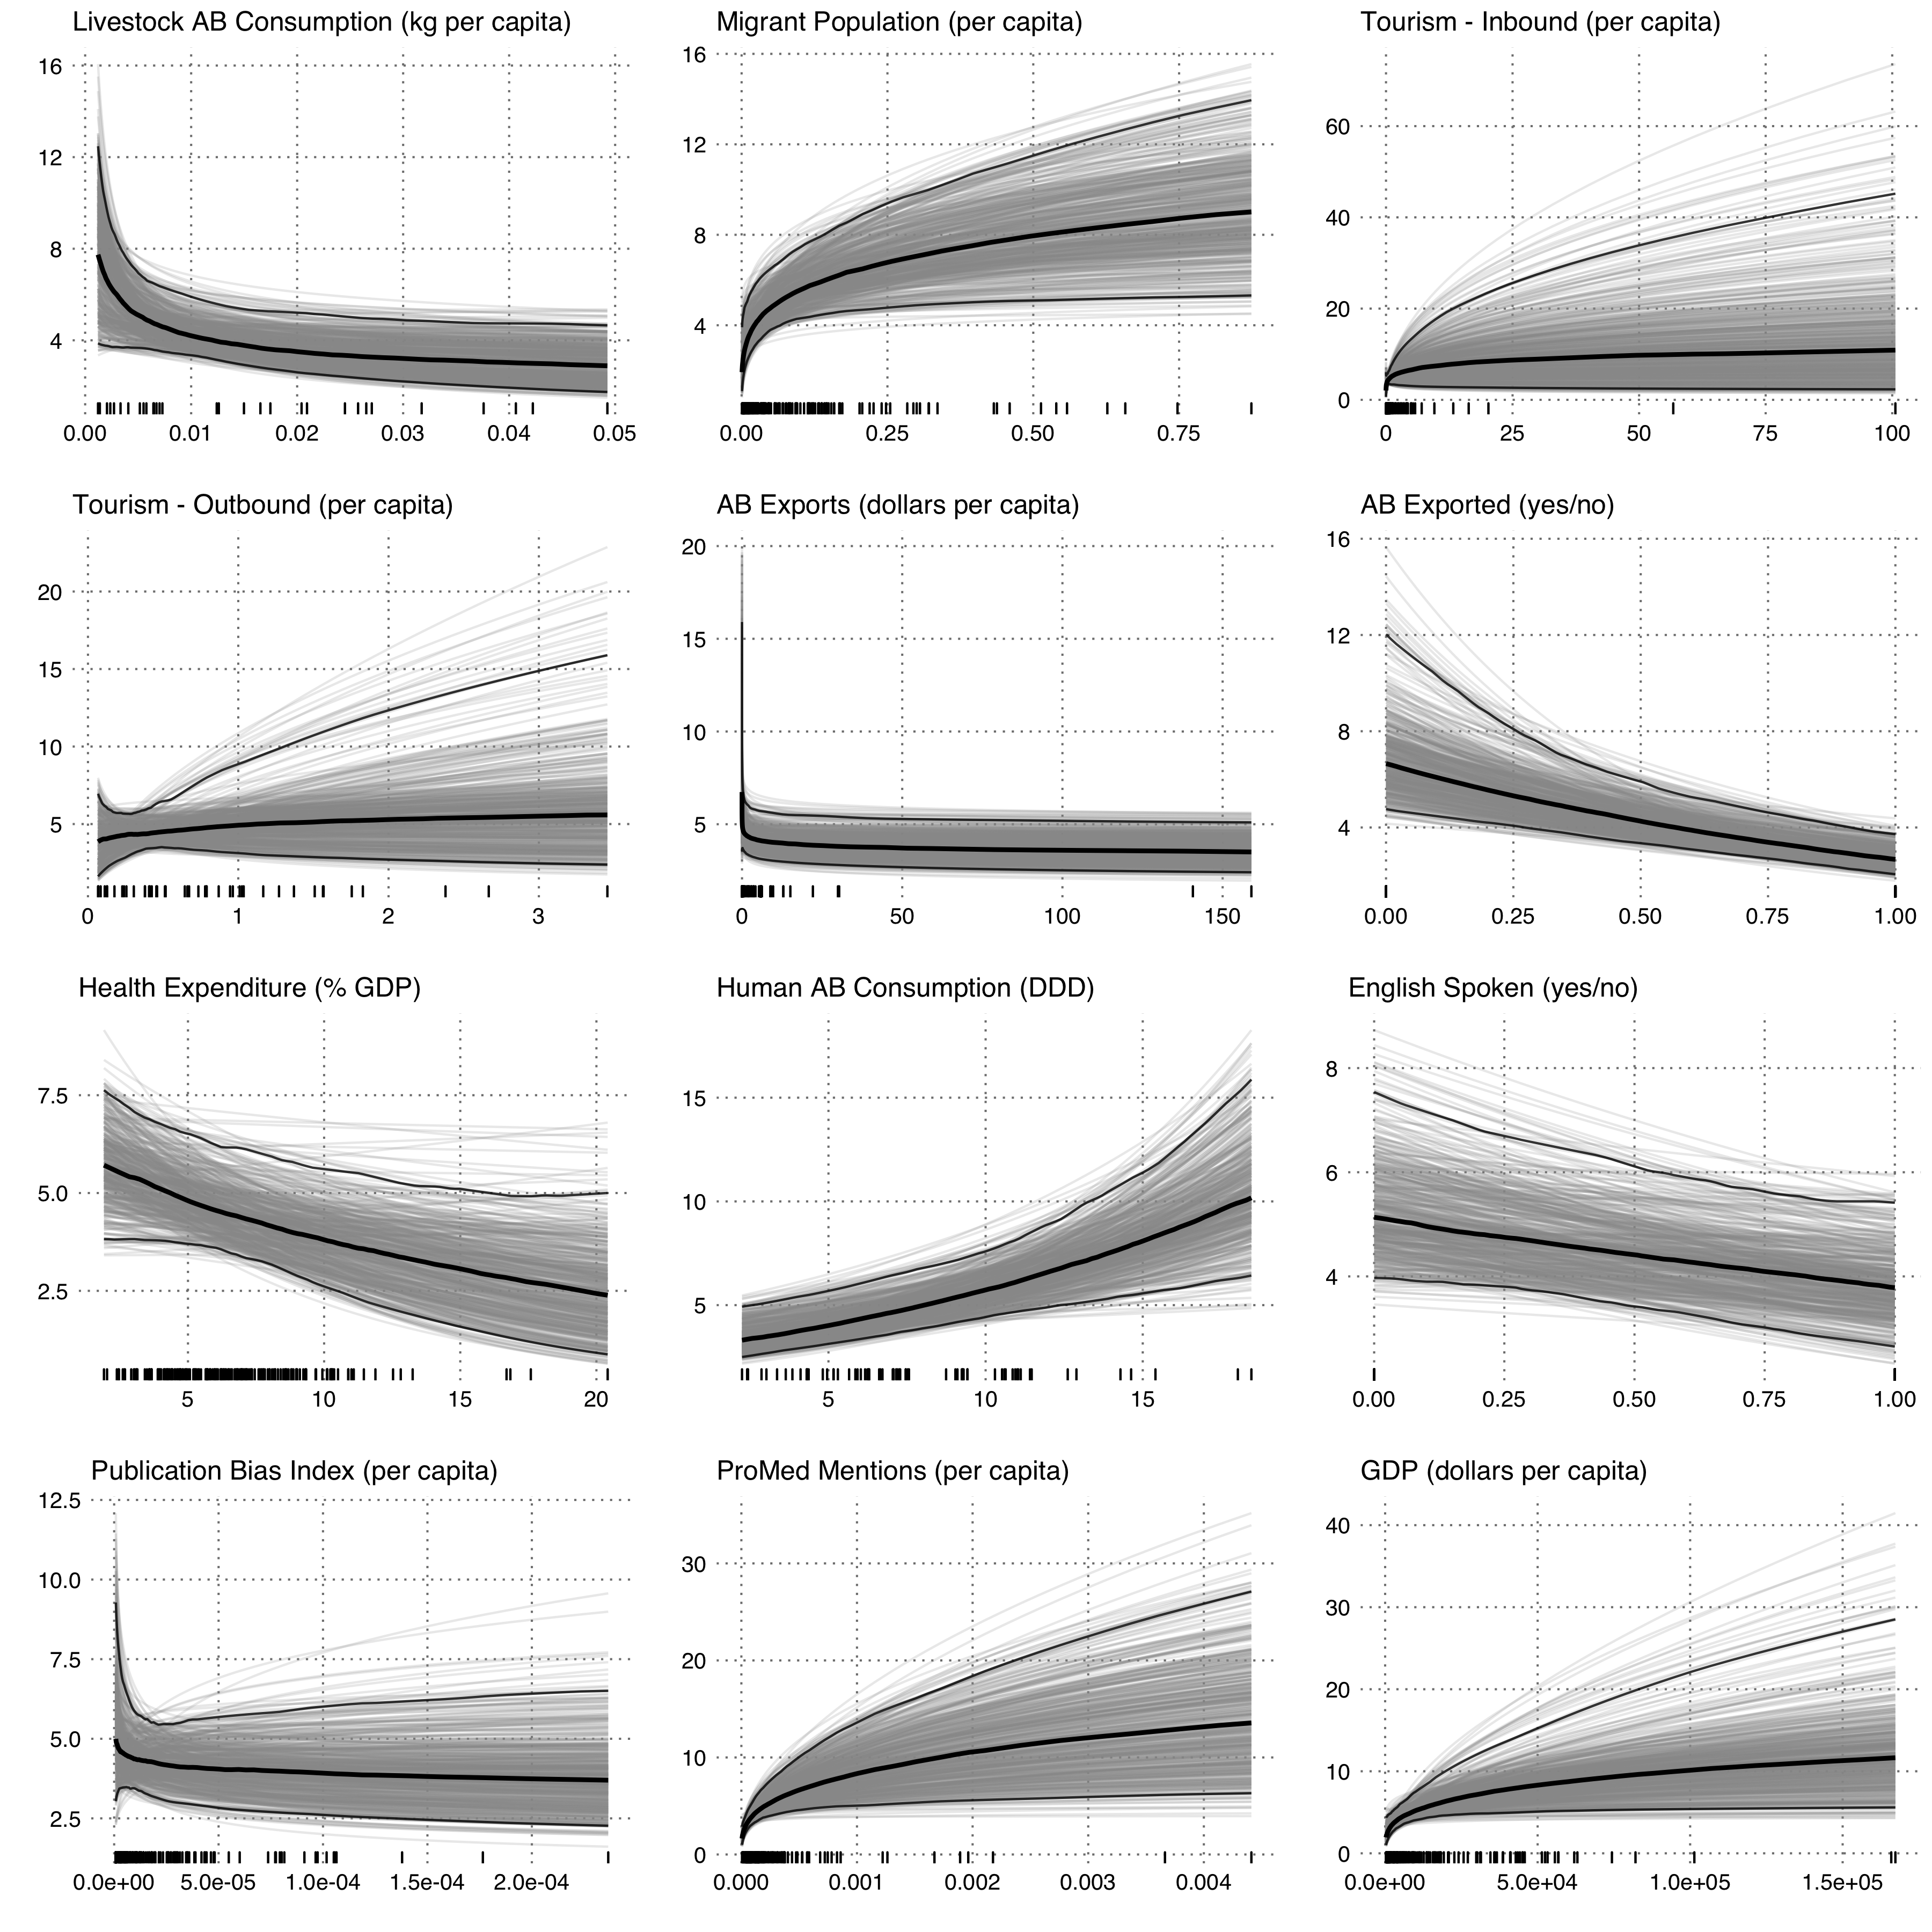 Livestock AB Consumption (kg per capita)
16
12
8
4
0.00 0.01 0.02 0.03 0.04 0.05
Migrant Population (per capita)
16
12
8
4
0.00 0.25 0.50 0.75
Tourism - Inbound (per capita)
60
40
20
0
0 25 50 75 100
Tourism - Outbound (per capita)
20
15
10
5
0 1 2 3
AB Exports (dollars per capita)
20
15
10
5
0 50 100 150
AB Exported (yes/no)
16
12
8
4
0.00 0.25 0.50 0.75 1.00
Health Expenditure (% GDP)
7.5
5.0
2.5
5 10 15 20
Human AB Consumption (DDD)
15
10
5
5 10 15
English Spoken (yes/no)
8
6
4
0.00 0.25 0.50 0.75 1.00
Publication Bias Index (per capita)
12.5
10.0
7.5
5.0
2.5
0.0e+00 5.0e-05 1.0e-04 1.5e-04 2.0e-04
ProMed Mentions (per capita)
30
20
10
0
0.000 0.001 0.002 0.003 0.004
GDP (dollars per capita)
40
30
20
10
0
0.0e+00 5.0e+04 1.0e+05 1.5e+05